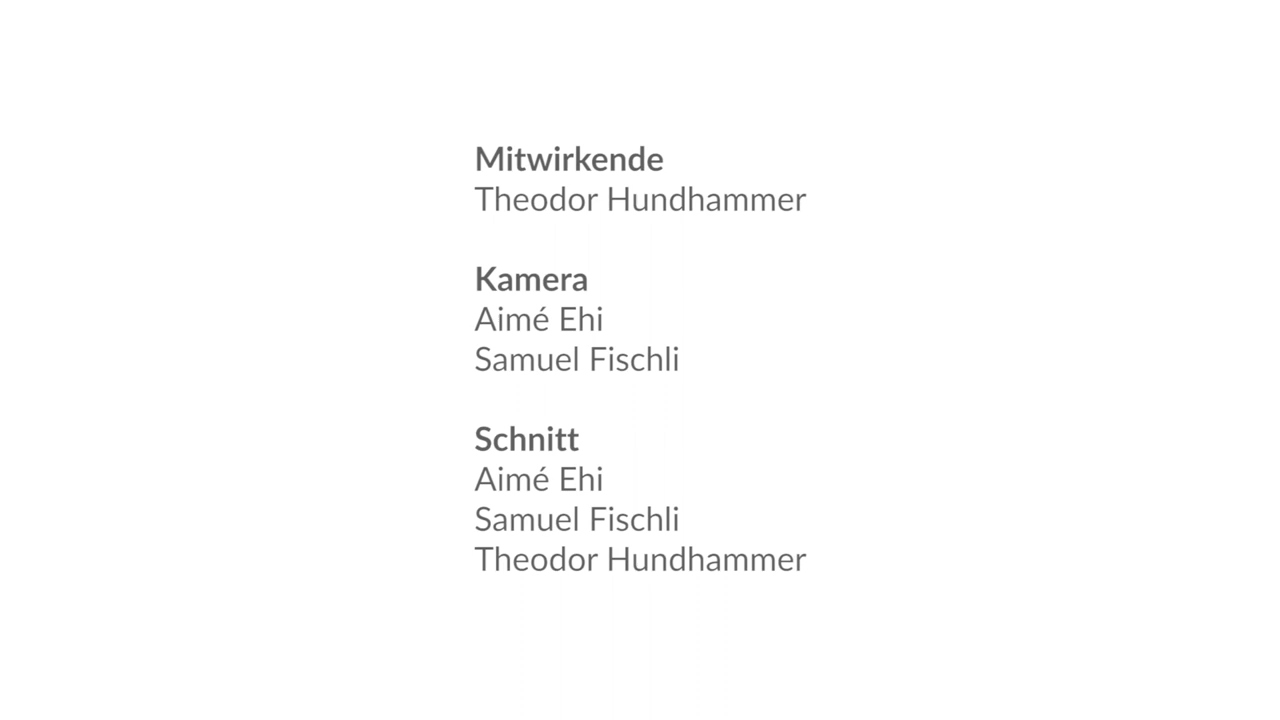 Mitwirkende
Theodor Hundhammer
Kamera
Aimé Ehi
Samuel Fischli
Schnitt
Aimé Ehi
Samuel Fischli
Theodor Hundhammer